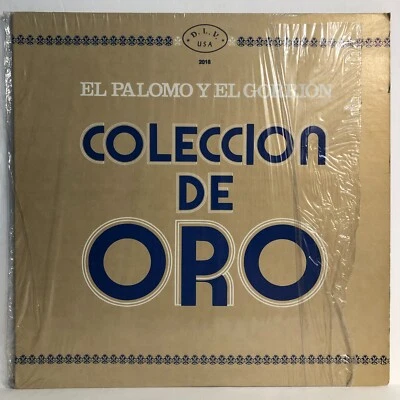 D.L.V.
USA
2018
EL PALOMO Y EL GORRION
COLECCION
DE
ORO